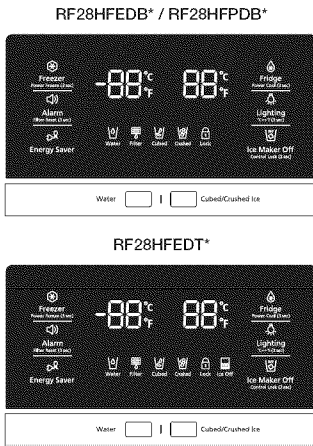 RF28HFEDB* / RF28HFPDB*
-88 °C °F 88 °C °F
Freezer
Power Freeze (3 sec)
Fridge
Power Cool (3 sec)
Alarm
Filter Reset (3 sec)
Lighting
°C↔°F (3 sec)
Energy Saver
Water Filter Cubed Crushed Lock
Ice Maker Off
Control Lock (3 sec)
Water
Cubed/Crushed Ice
RF28HFEDT*
-88 °C °F 88 °C °F
Freezer
Power Freeze (3 sec)
Fridge
Power Cool (3 sec)
Alarm
Filter Reset (3 sec)
Lighting
°C↔°F (3 sec)
Energy Saver
Water Filter Cubed Crushed Lock Ice Off
Ice Maker Off
Control Lock (3 sec)
Water
Cubed/Crushed Ice